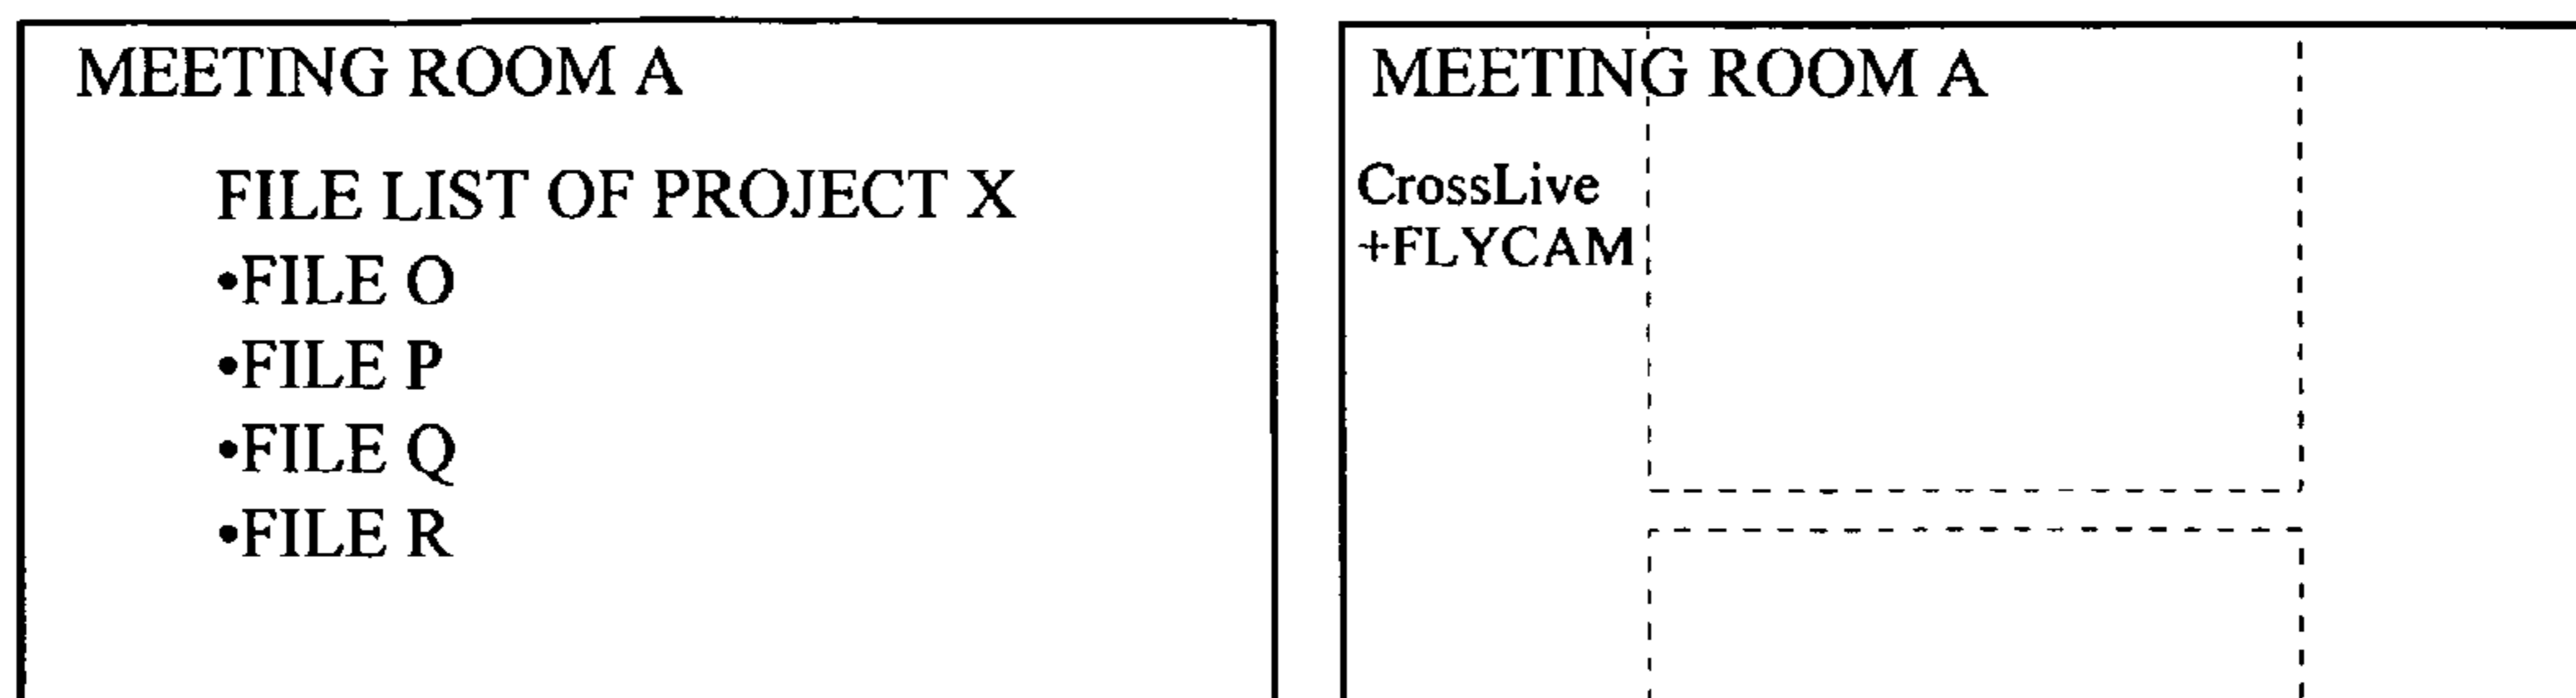 MEETING ROOM A
FILE LIST OF PROJECT X
•FILE O
•FILE P
•FILE Q
•FILE R
MEETING ROOM A
CrossLive
+FLYCAM